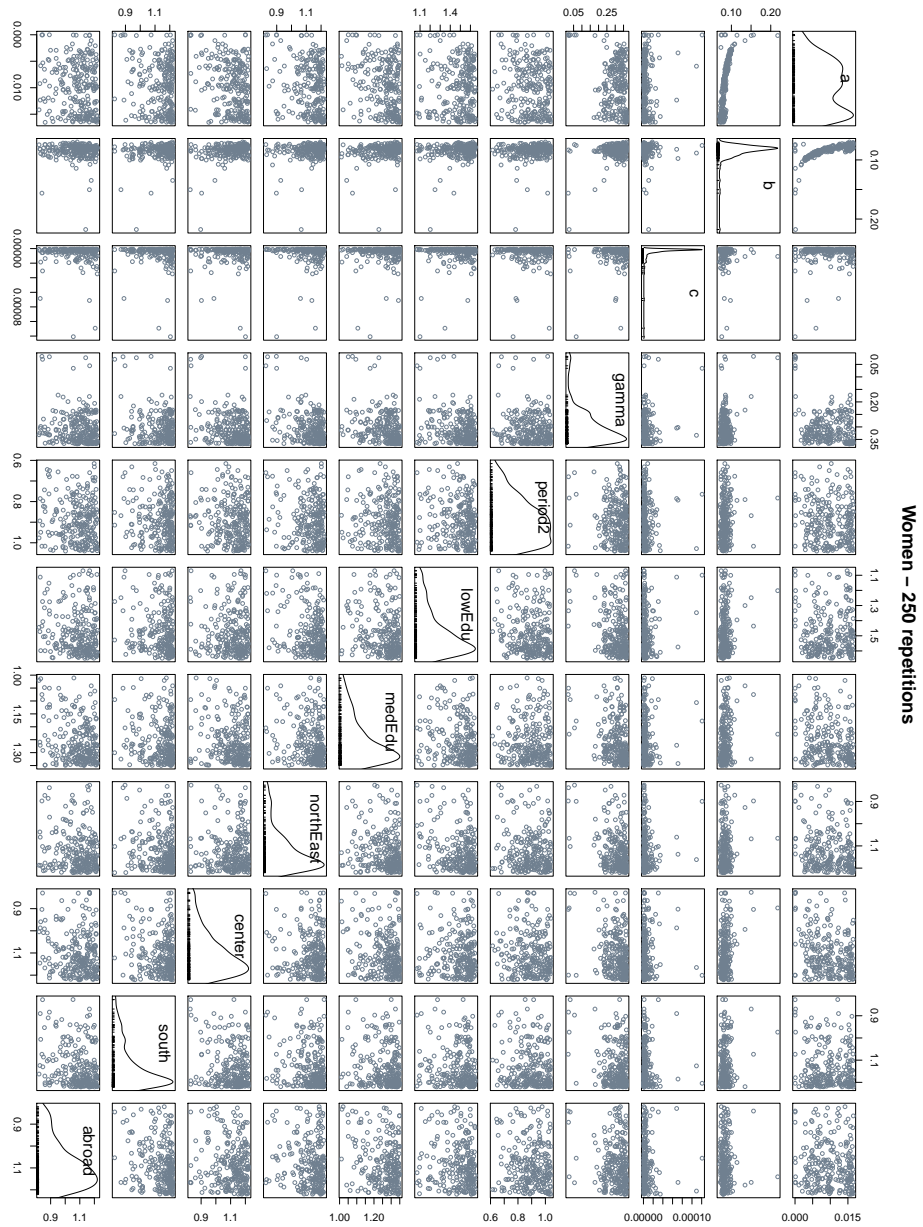 Women – 250 repetitions
0.10 0.20
0.05 0.20 0.35
1.1 1.3 1.5
0.9 1.1
0.9 1.1
a
0.000 0.015
0.10 0.20
b
c
0.00000 0.00010
0.05 0.25
gamma
period2
0.6 0.8 1.0
1.1 1.4
lowEdu
medEdu
1.00 1.20
0.9 1.1
northEast
center
0.9 1.1
0.9 1.1
south
abroad
0.9 1.1
0.000 0.010
0.00000 0.00008
0.6 0.8 1.0
1.00 1.15 1.30
0.9 1.1
0.9 1.1